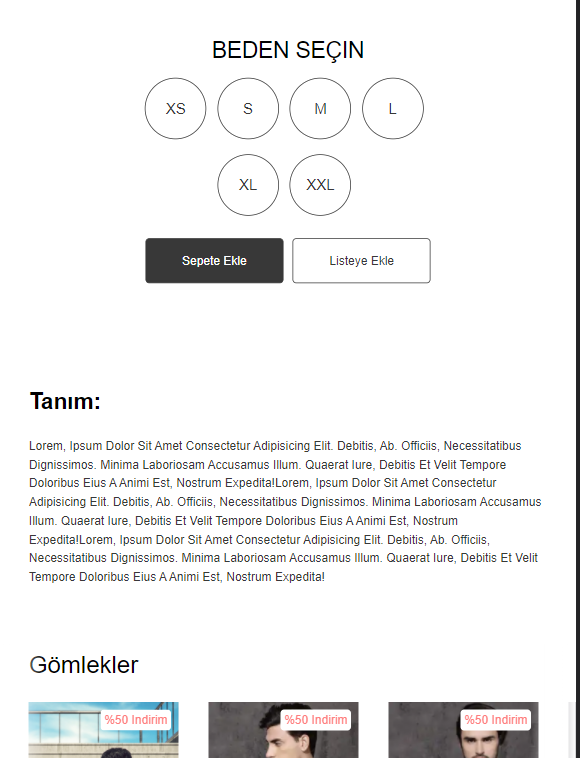 BEDEN SEÇIN
XS S M L
XL XXL
Sepete Ekle Listeye Ekle
Tanım:
Lorem, Ipsum Dolor Sit Amet Consectetur Adipisicing Elit. Debitis, Ab. Officiis, Necessitatibus
Dignissimos. Minima Laboriosam Accusamus Illum. Quaerat Iure, Debitis Et Velit Tempore
Doloribus Eius A Animi Est, Nostrum Expedita!Lorem, Ipsum Dolor Sit Amet Consectetur
Adipisicing Elit. Debitis, Ab. Officiis, Necessitatibus Dignissimos. Minima Laboriosam Accusamus
Illum. Quaerat Iure, Debitis Et Velit Tempore Doloribus Eius A Animi Est, Nostrum
Expedita!Lorem, Ipsum Dolor Sit Amet Consectetur Adipisicing Elit. Debitis, Ab. Officiis,
Necessitatibus Dignissimos. Minima Laboriosam Accusamus Illum. Quaerat Iure, Debitis Et Velit
Tempore Doloribus Eius A Animi Est, Nostrum Expedita!
Gömlekler
%50 Indirim %50 Indirim %50 Indirim